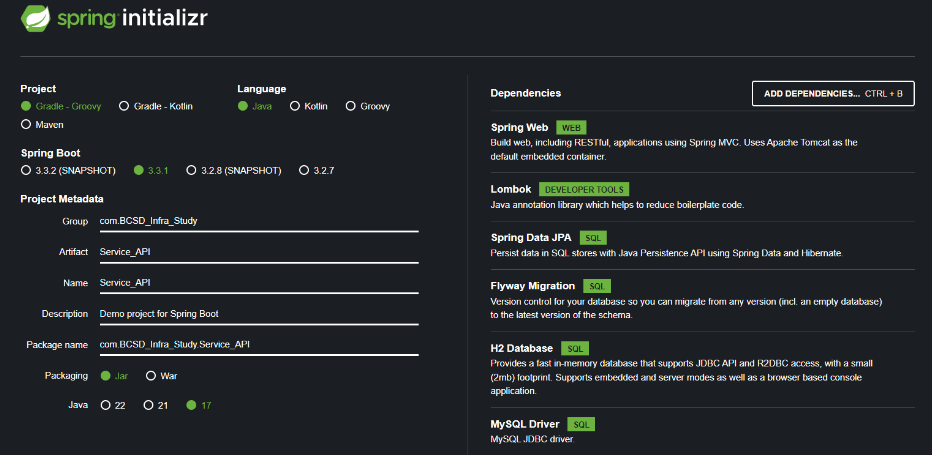 spring initializr
Project
Gradle - Groovy Gradle - Kotlin
Maven
Language
Java Kotlin Groovy
Spring Boot
3.3.2 (SNAPSHOT) 3.3.1 3.2.8 (SNAPSHOT) 3.2.7
Project Metadata
Group com.BCSD_Infra_Study
Artifact Service_API
Name Service_API
Description Demo project for Spring Boot
Package name com.BCSD_Infra_Study.Service_API
Packaging Jar War
Java 22 21 17
Dependencies ADD DEPENDENCIES... CTRL + B
Spring Web WEB
Build web, including RESTful, applications using Spring MVC. Uses Apache Tomcat as the
default embedded container.
Lombok DEVELOPER TOOLS
Java annotation library which helps to reduce boilerplate code.
Spring Data JPA SQL
Persist data in SQL stores with Java Persistence API using Spring Data and Hibernate.
Flyway Migration SQL
Version control for your database so you can migrate from any version (incl. an empty database)
to the latest version of the schema.
H2 Database SQL
Provides a fast in-memory database that supports JDBC API and R2DBC access, with a small
(2mb) footprint. Supports embedded and server modes as well as a browser based console
application.
MySQL Driver SQL
MySQL JDBC driver.